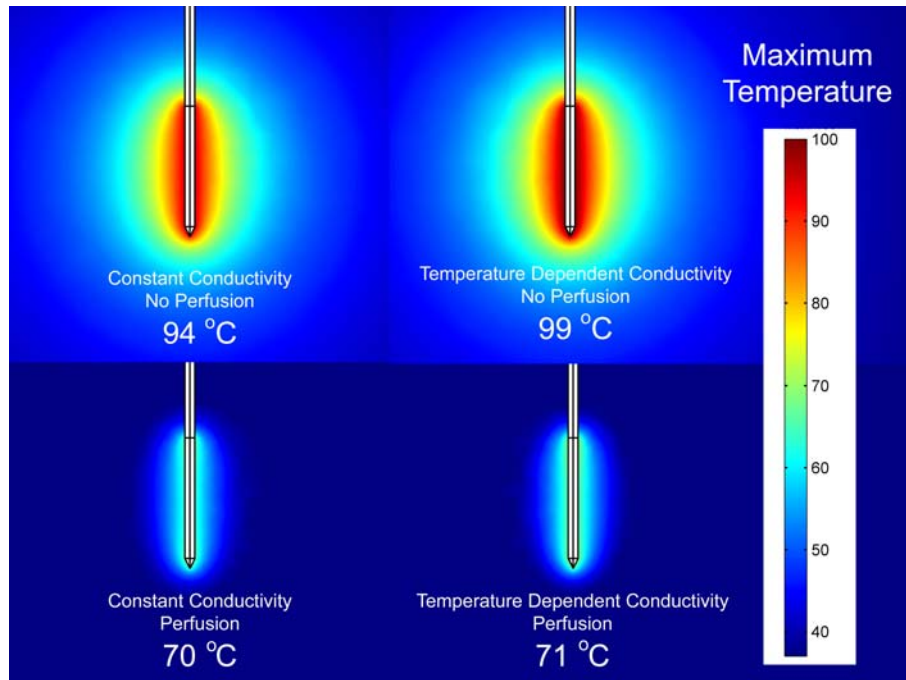 Maximum
Temperature
100
90
80
70
60
50
40
Constant Conductivity
No Perfusion
94 °C
Temperature Dependent Conductivity
No Perfusion
99 °C
Constant Conductivity
Perfusion
70 °C
Temperature Dependent Conductivity
Perfusion
71 °C